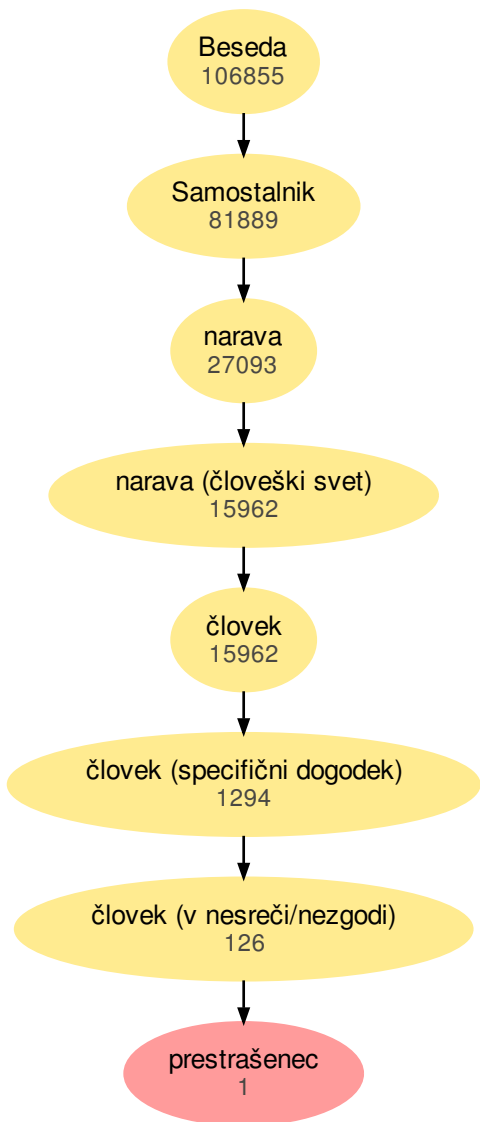 Beseda
106855
Samostalnik
81889
narava
27093
narava (človeški svet)
15962
človek
15962
človek (specifični dogodek)
1294
človek (v nesreči/nezgodi)
126
prestrašenec
1